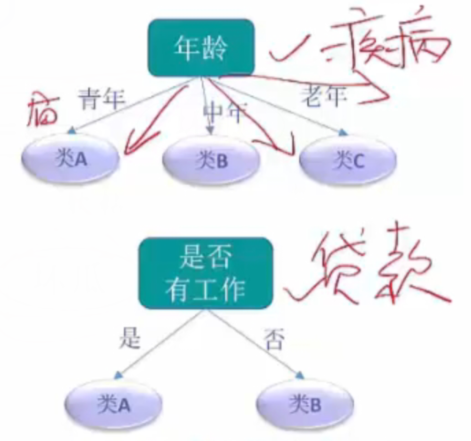 年龄
疾病
青年
中年
老年
类A
类B
类C
是否
有工作
贷款
是
否
类A
类B